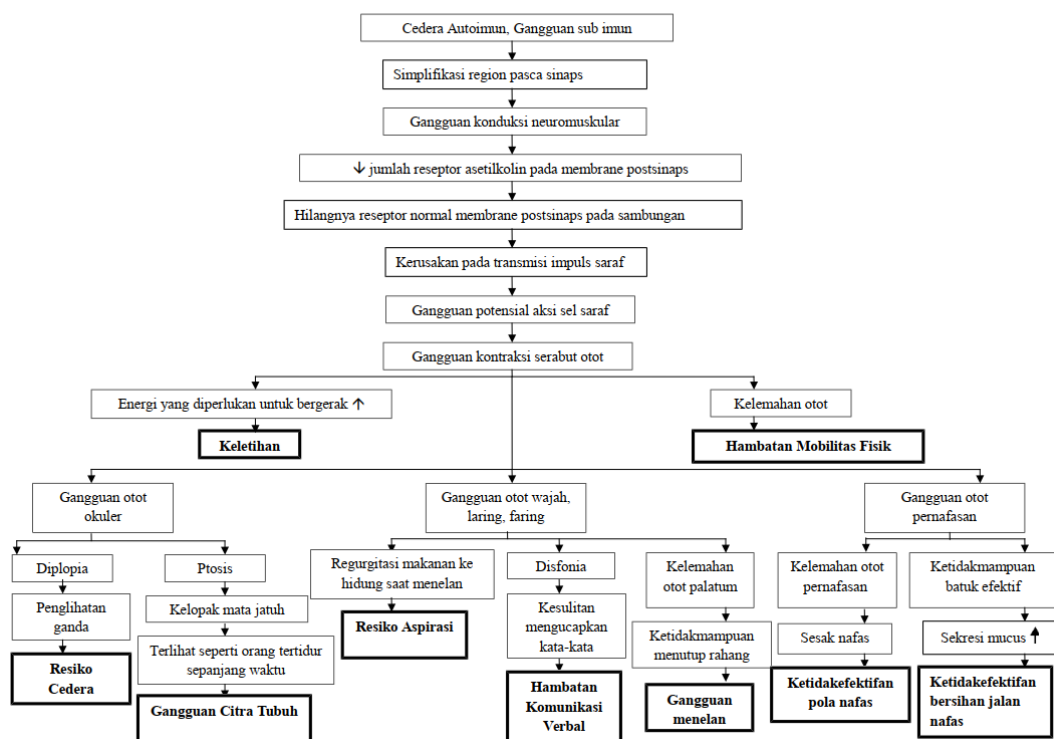 Cedera Autoimun, Gangguan sub imun
Simplifikasi region pasca sinaps
Gangguan konduksi neuromuskular
↓ jumlah reseptor asetilkolin pada membrane postsinaps
Hilangnya reseptor normal membrane postsinaps pada sambungan
Kerusakan pada transmisi impuls saraf
Gangguan potensial aksi sel saraf
Gangguan kontraksi serabut otot
Energi yang diperlukan untuk bergerak ↑
Kelemahan otot
Keletihan
Hambatan Mobilitas Fisik
Gangguan otot
okuler
Gangguan otot wajah,
laring, faring
Gangguan otot
pernafasan
Diplopia
Ptosis
Regurgitasi makanan ke
hidung saat menelan
Disfonia
Kelemahan
otot palatum
Kelemahan otot
pernafasan
Ketidakmampuan
batuk efektif
Penglihatan
ganda
Kelopak mata jatuh
Resiko Aspirasi
Kesulitan
mengucapkan
kata-kata
Ketidakmampuan
menutup rahang
Sesak nafas
Sekresi mucus ↑
Terlihat seperti orang tertidur
sepanjang waktu
Resiko
Cedera
Gangguan Citra Tubuh
Hambatan
Komunikasi
Verbal
Gangguan
menelan
Ketidakefektifan
pola nafas
Ketidakefektifan
bersihan jalan
nafas